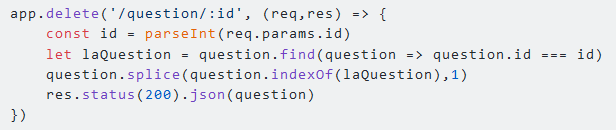 app.delete('/question/:id', (req,res) => {
    const id = parseInt(req.params.id)
    let laQuestion = question.find(question => question.id === id)
    question.splice(question.indexOf(laQuestion),1)
    res.status(200).json(question)
})